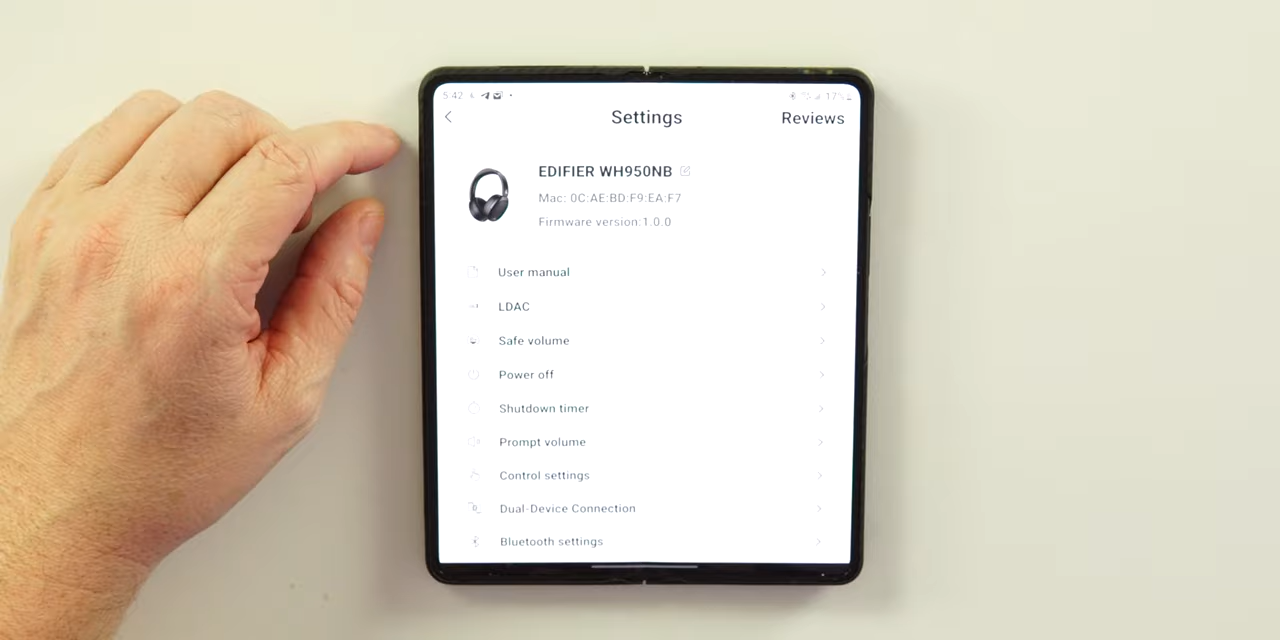 5:42
17%
Settings
Reviews
EDIFIER WH950NB
Mac: 0C:AE:BD:F9:EA:F7
Firmware version:1.0.0
User manual
LDAC
Safe volume
Power off
Shutdown timer
Prompt volume
Control settings
Dual-Device Connection
Bluetooth settings